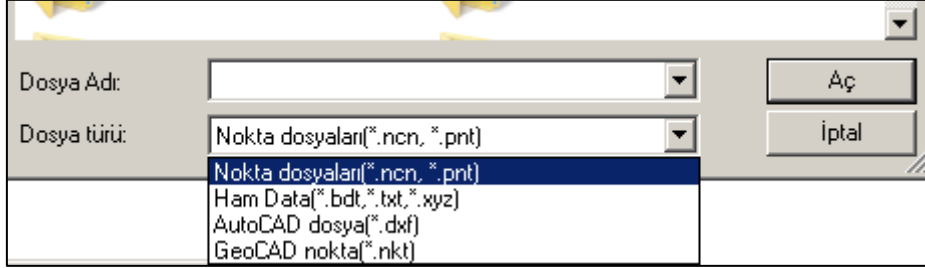 Dosya Adı:
Aç
Dosya türü:
Nokta dosyaları(*.ncn, *.pnt)
İptal
Nokta dosyaları(*.ncn, *.pnt)
Ham Data(*.bdt,*.txt,*.xyz)
AutoCAD dosya(*.dxf)
GeoCAD nokta(*.nkt)